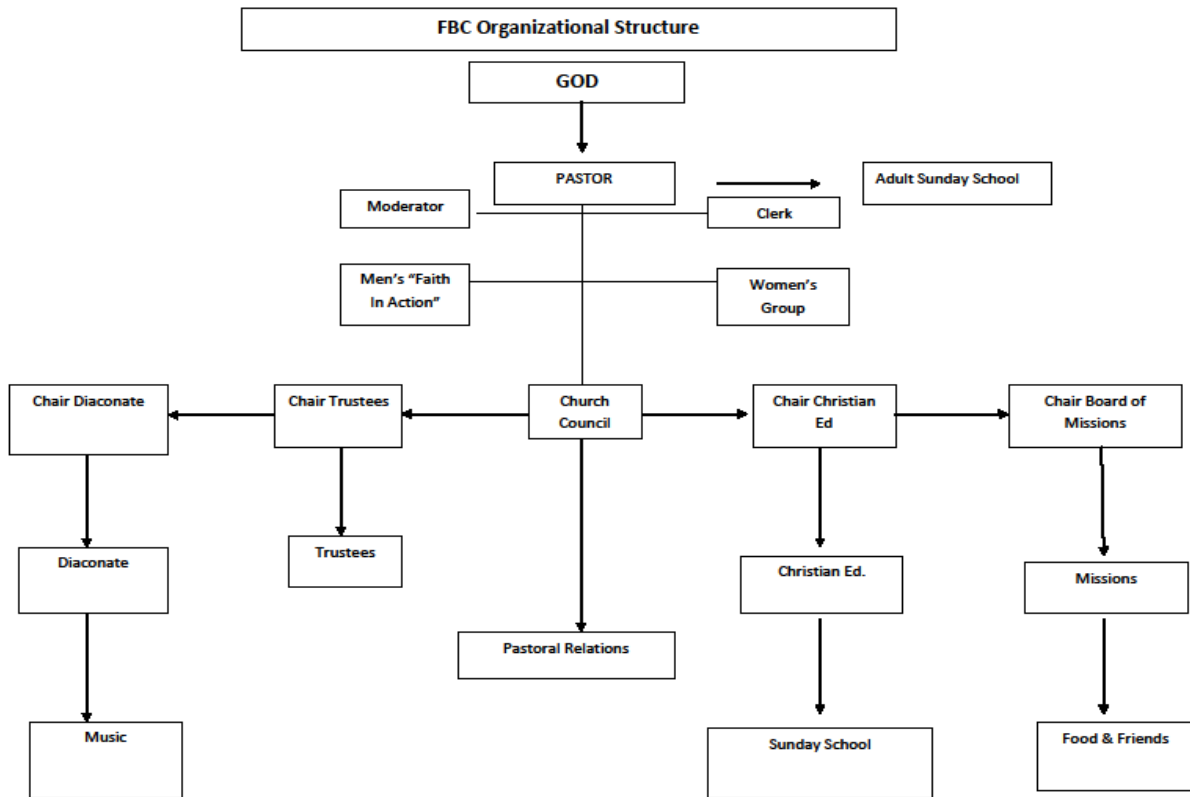 FBC Organizational Structure
GOD
PASTOR
Adult Sunday School
Moderator
Clerk
Men's “Faith
In Action”
Women's
Group
Chair Diaconate
Chair Trustees
Church
Council
Chair Christian
Ed
Chair Board of
Missions
Diaconate
Trustees
Christian Ed.
Missions
Pastoral Relations
Music
Sunday School
Food & Friends